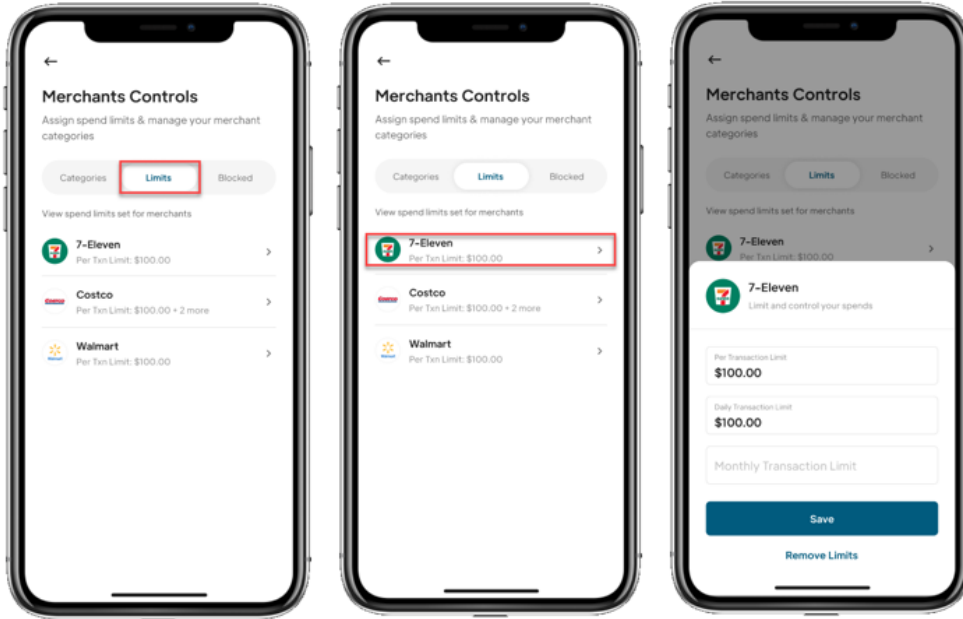 Merchants Controls
Assign spend limits & manage your merchant
categories
Categories Limits Blocked
View spend limits set for merchants
7-Eleven
Per Txn Limit: $100.00
Costco
Per Txn Limit: $100.00 + 2 more
Walmart
Per Txn Limit: $100.00
Merchants Controls
Assign spend limits & manage your merchant
categories
Categories Limits Blocked
View spend limits set for merchants
7-Eleven
Per Txn Limit: $100.00
Costco
Per Txn Limit: $100.00 + 2 more
Walmart
Per Txn Limit: $100.00
Merchants Controls
Assign spend limits & manage your merchant
categories
Categories Limits Blocked
View spend limits set for merchants
7-Eleven
Per Txn Limit: $100.00
7-Eleven
Limit and control your spends
Per Transaction Limit
$100.00
Daily Transaction Limit
$100.00
Monthly Transaction Limit
Save
Remove Limits